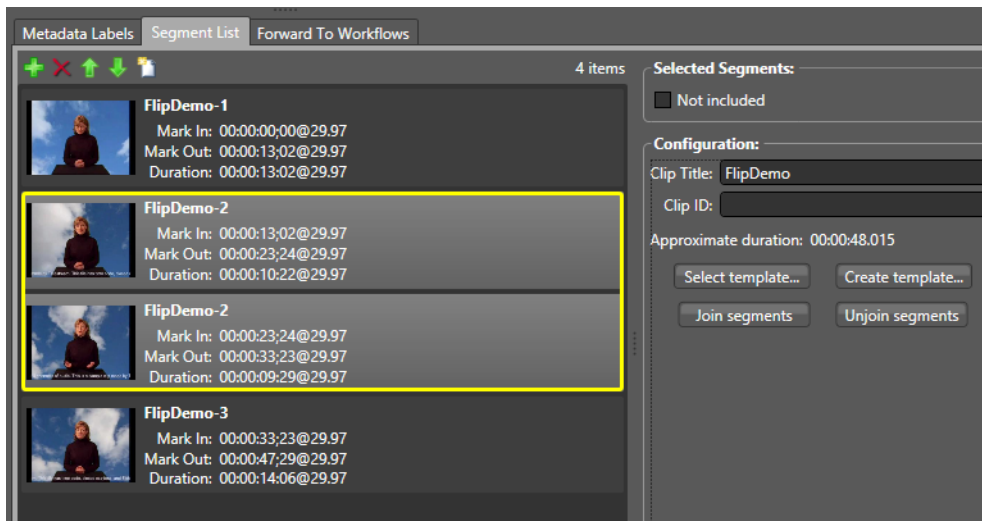 Metadata Labels Segment List Forward To Workflows
4 items
FlipDemo-1
Mark In: 00:00:00;00@29.97
Mark Out: 00:00:13;02@29.97
Duration: 00:00:13:02@29.97
FlipDemo-2
Mark In: 00:00:13;02@29.97
Mark Out: 00:00:23;24@29.97
Duration: 00:00:10:22@29.97
FlipDemo-2
Mark In: 00:00:23;24@29.97
Mark Out: 00:00:33;23@29.97
Duration: 00:00:09:29@29.97
FlipDemo-3
Mark In: 00:00:33;23@29.97
Mark Out: 00:00:47;29@29.97
Duration: 00:00:14:06@29.97
Selected Segments:
Not included
Configuration:
Clip Title: FlipDemo
Clip ID:
Approximate duration: 00:00:48.015
Select template... Create template...
Join segments Unjoin segments